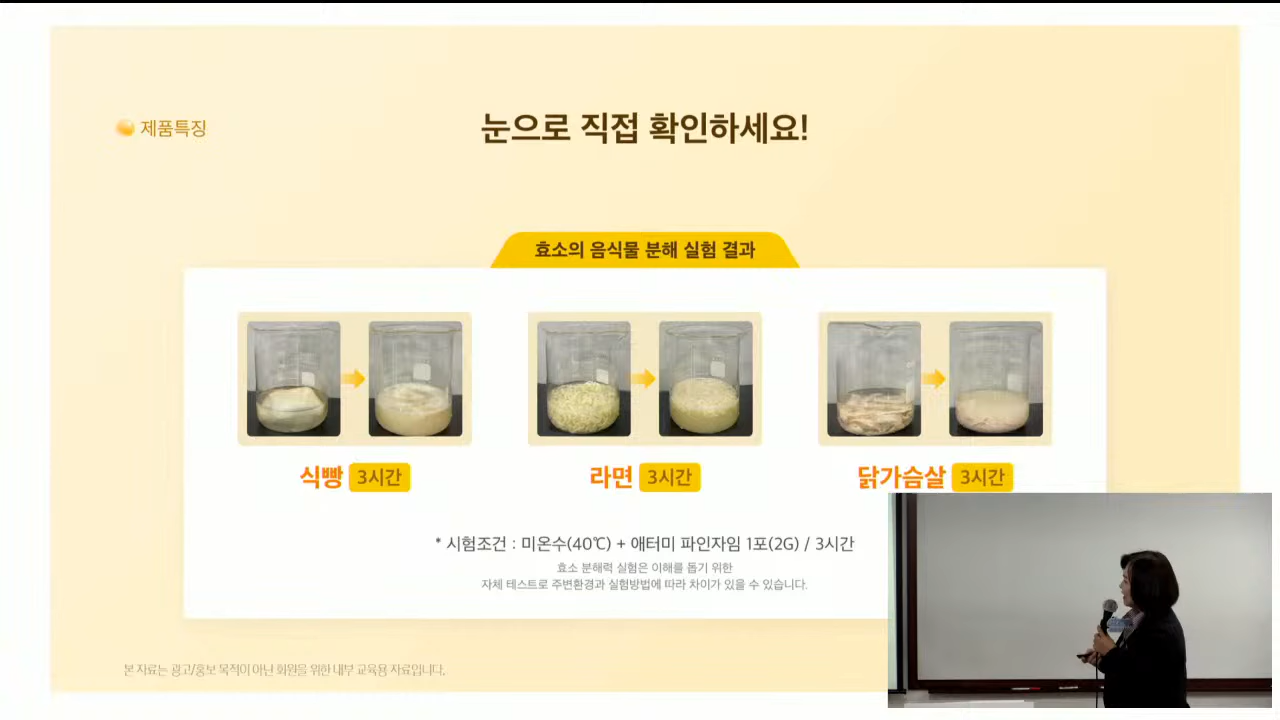 제품특징
눈으로 직접 확인하세요!
효소의 음식물 분해 실험 결과
식빵 3시간
라면 3시간
닭가슴살 3시간
* 시험조건 : 미온수(40℃) + 애터미 파인자임 1포(2G) / 3시간
효소 분해력 실험은 이해를 돕기 위한
자체 테스트로 주변환경과 실험방법에 따라 차이가 있을 수 있습니다.
본 자료는 광고/홍보 목적이 아닌 회원을 위한 내부 교육용 자료입니다.